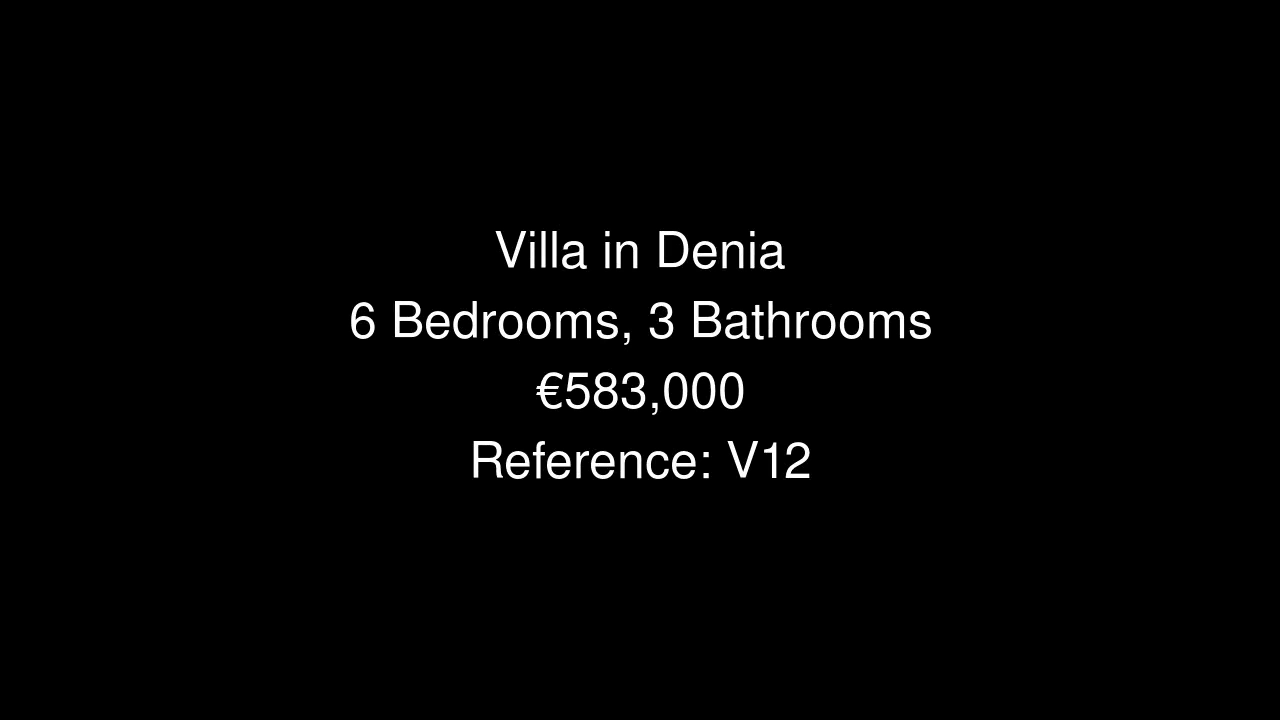 Villa in Denia
6 Bedrooms, 3 Bathrooms
€583,000
Reference: V12